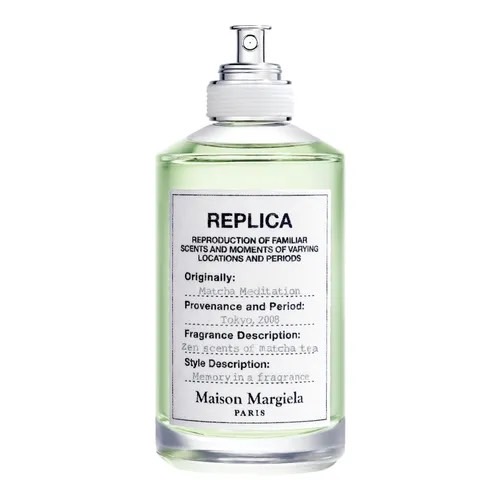 REPLICA
REPRODUCTION OF FAMILIAR
SCENTS AND MOMENTS OF VARYING
LOCATIONS AND PERIODS
Originally:
Matcha Meditation
Provenance and Period:
Tokyo, 2008
Fragrance Description:
Zen scents of matcha tea
Style Description:
Memory in a fragrance
Maison Margiela
PARIS